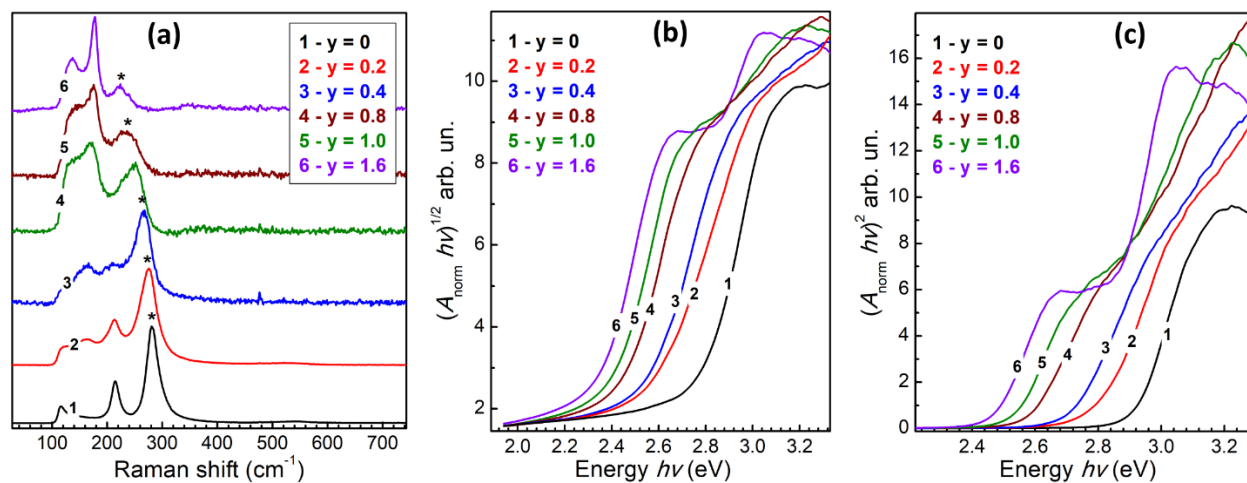 (a)
1 - y = 0
2 - y = 0.2
3 - y = 0.4
4 - y = 0.8
5 - y = 1.0
6 - y = 1.6
6
*
5
*
4
*
3
*
2
*
1
*
100 200 300 400 500 600 700
Raman shift (cm⁻¹)
(b)
1 - y = 0
2 - y = 0.2
3 - y = 0.4
4 - y = 0.8
5 - y = 1.0
6 - y = 1.6
(A_norm hν)^1/2 arb. un.
10
8
6
4
2
6 5 4 3 2 1
2.0 2.2 2.4 2.6 2.8 3.0 3.2
Energy hν (eV)
(c)
1 - y = 0
2 - y = 0.2
3 - y = 0.4
4 - y = 0.8
5 - y = 1.0
6 - y = 1.6
(A_norm hν)² arb. un.
16
14
12
10
8
6
4
2
0
6 5 4 3 2 1
2.4 2.6 2.8 3.0 3.2
Energy hν (eV)